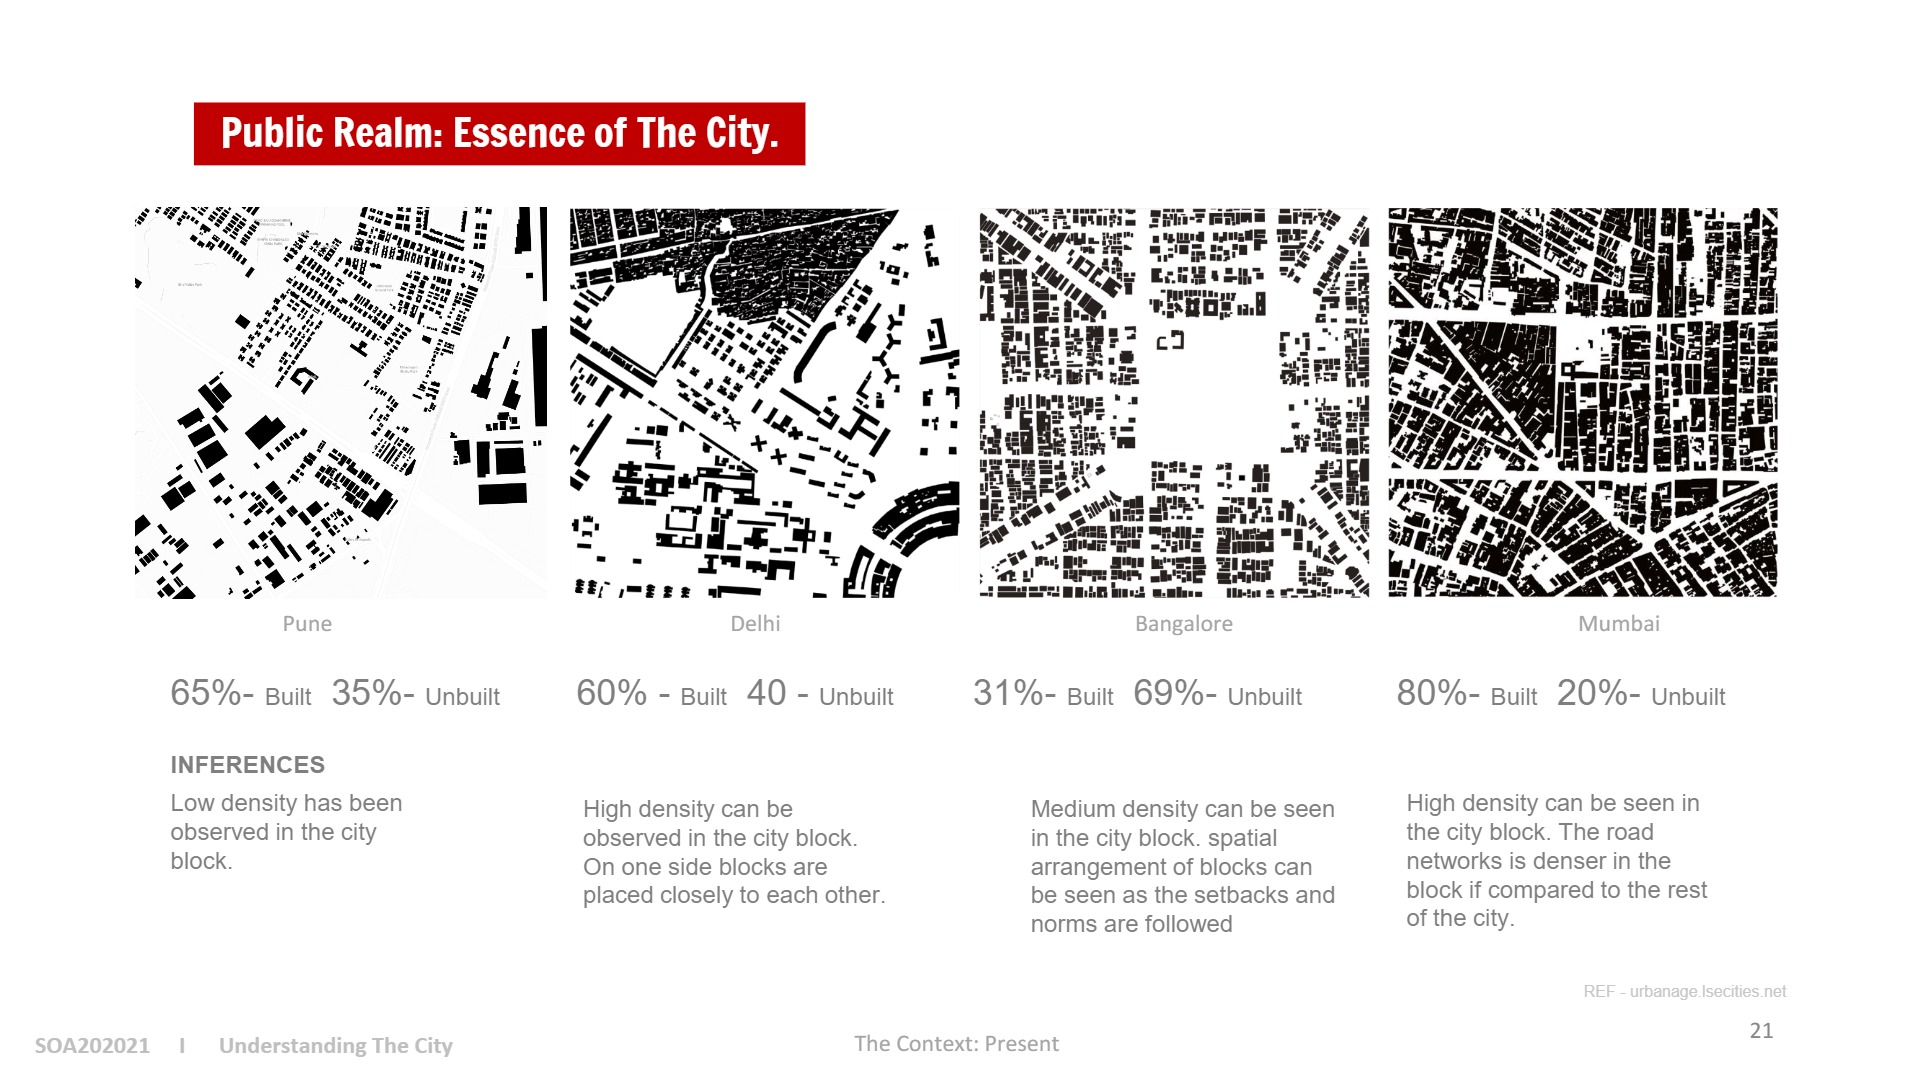 Public Realm: Essence of The City.
Pune
Delhi
Bangalore
Mumbai
65%- Built 35%- Unbuilt
60% - Built 40 - Unbuilt
31%- Built 69%- Unbuilt
80%- Built 20%- Unbuilt
INFERENCES
Low density has been
observed in the city
block.
High density can be
observed in the city block.
On one side blocks are
placed closely to each other.
Medium density can be seen
in the city block. spatial
arrangement of blocks can
be seen as the setbacks and
norms are followed
High density can be seen in
the city block. The road
networks is denser in the
block if compared to the rest
of the city.
REF - urbanage.lsecities.net
SOA202021 I Understanding The City
The Context: Present
21